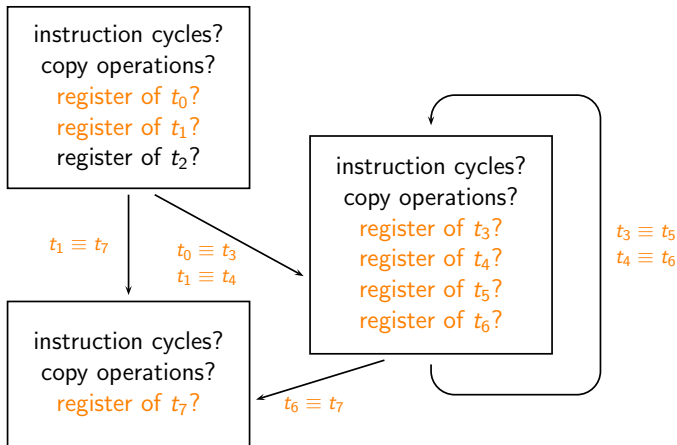 instruction cycles?
copy operations?
register of t₀?
register of t₁?
register of t₂?
instruction cycles?
copy operations?
register of t₃?
register of t₄?
register of t₅?
register of t₆?
t₃ ≡ t₅
t₄ ≡ t₆
t₁ ≡ t₇
t₀ ≡ t₃
t₁ ≡ t₄
instruction cycles?
copy operations?
register of t₇?
t₆ ≡ t₇